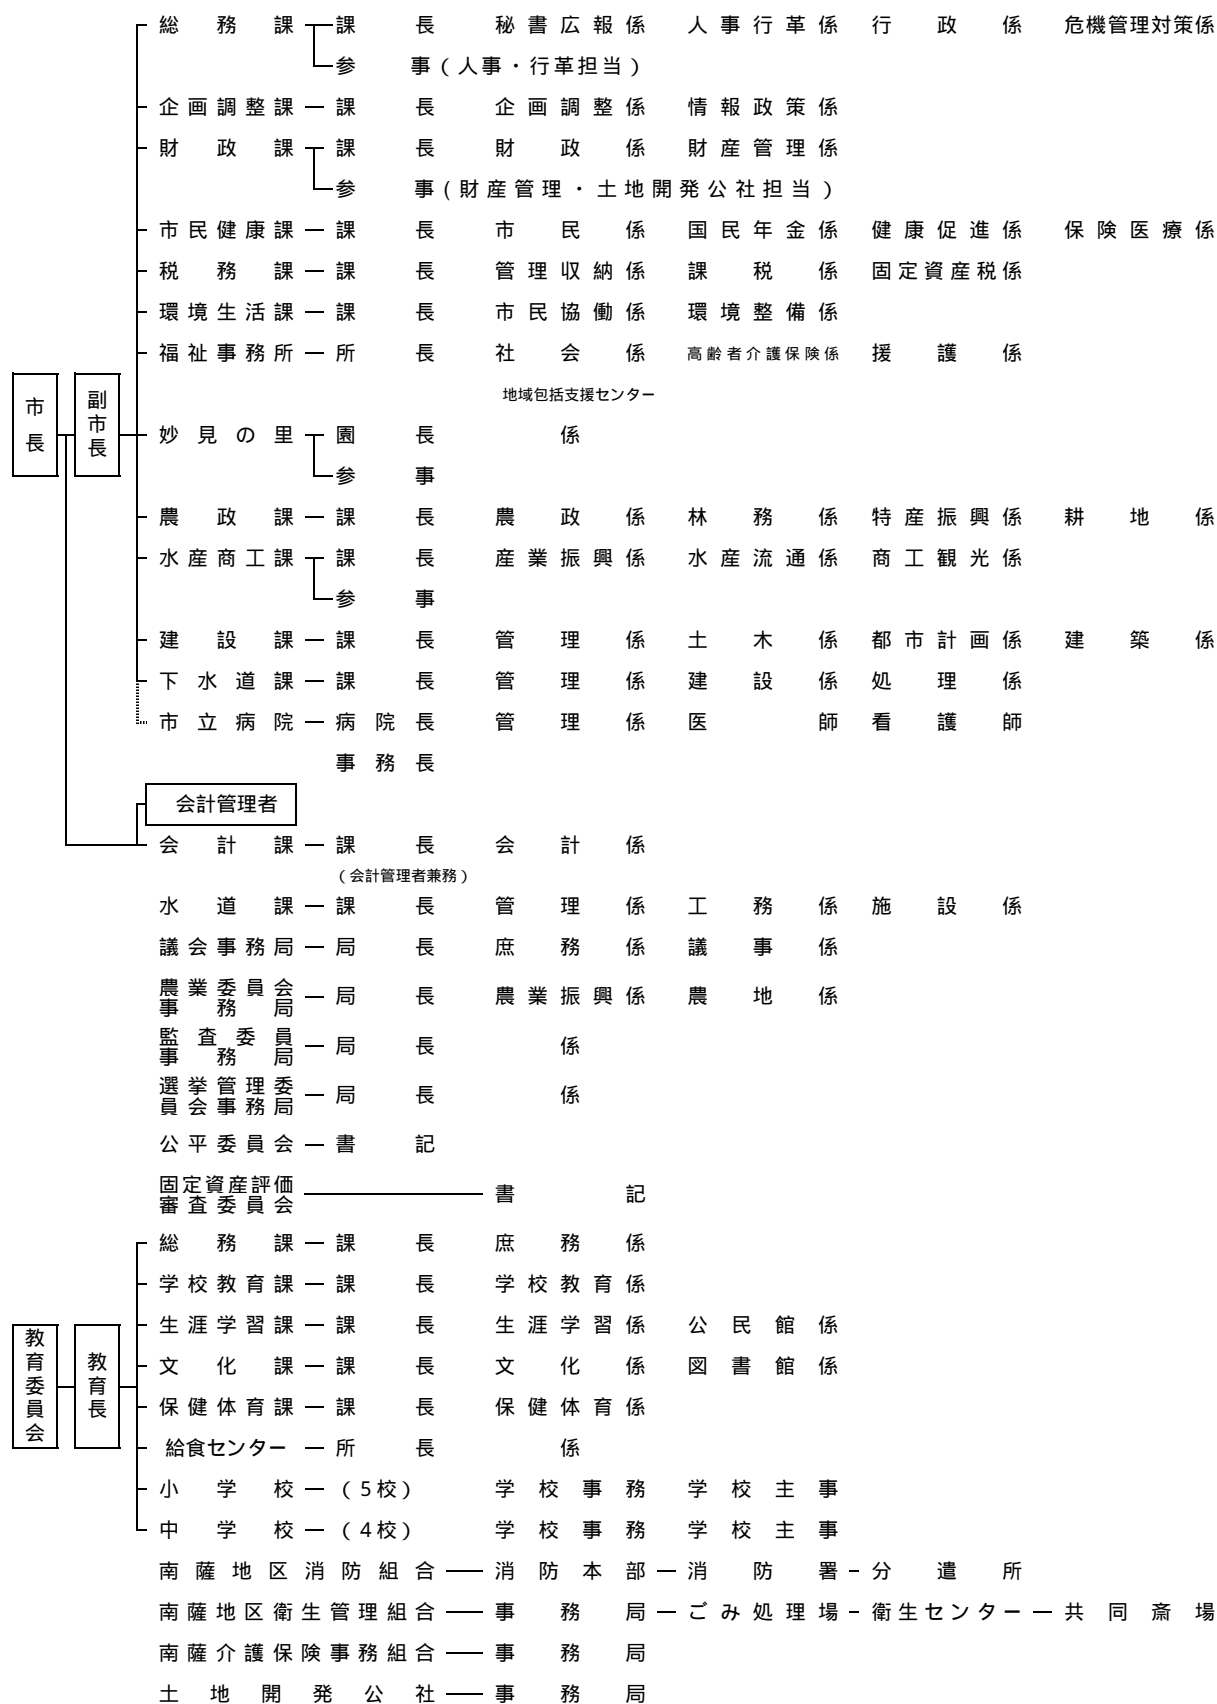 総務課 課長 秘書広報係 人事行革係 行政係 危機管理対策係
参事(人事・行革担当)
企画調整課 課長 企画調整係 情報政策係
財政課 課長 財政係 財産管理係
参事(財産管理・土地開発公社担当)
市民健康課 課長 市民係 国民年金係 健康促進係 保険医療係
税務課 課長 管理収納係 課税係 固定資産税係
環境生活課 課長 市民協働係 環境整備係
福祉事務所 所長 社会係 高齢者介護保険係 援護係
地域包括支援センター
市長 副市長 妙見の里 園長 係
参事
農政課 課長 農政係 林務係 特産振興係 耕地係
水産商工課 課長 産業振興係 水産流通係 商工観光係
参事
建設課 課長 管理係 土木係 都市計画係 建築係
下水道課 課長 管理係 建設係 処理係
市立病院 病院長 管理係 医師 看護師
事務長
会計管理者
会計課 課長 会計係
(会計管理者兼務)
水道課 課長 管理係 工務係 施設係
議会事務局 局長 庶務係 議事係
農業委員会
事務局 局長 農業振興係 農地係
監査委員
事務局 局長 係
選挙管理委
員会事務局 局長 係
公平委員会 書記
固定資産評価
審査委員会 書記
総務課 課長 庶務係
学校教育課 課長 学校教育係
生涯学習課 課長 生涯学習係 公民館係
文化課 課長 文化係 図書館係
教育委員会 教育長
保健体育課 課長 保健体育係
給食センター 所長 係
小学校 (5校) 学校事務 学校主事
中学校 (4校) 学校事務 学校主事
南薩地区消防組合 消防本部 消防署 分遣所
南薩地区衛生管理組合 事務局 ごみ処理場 衛生センター 共同斎場
南薩介護保険事務組合 事務局
土地開発公社 事務局